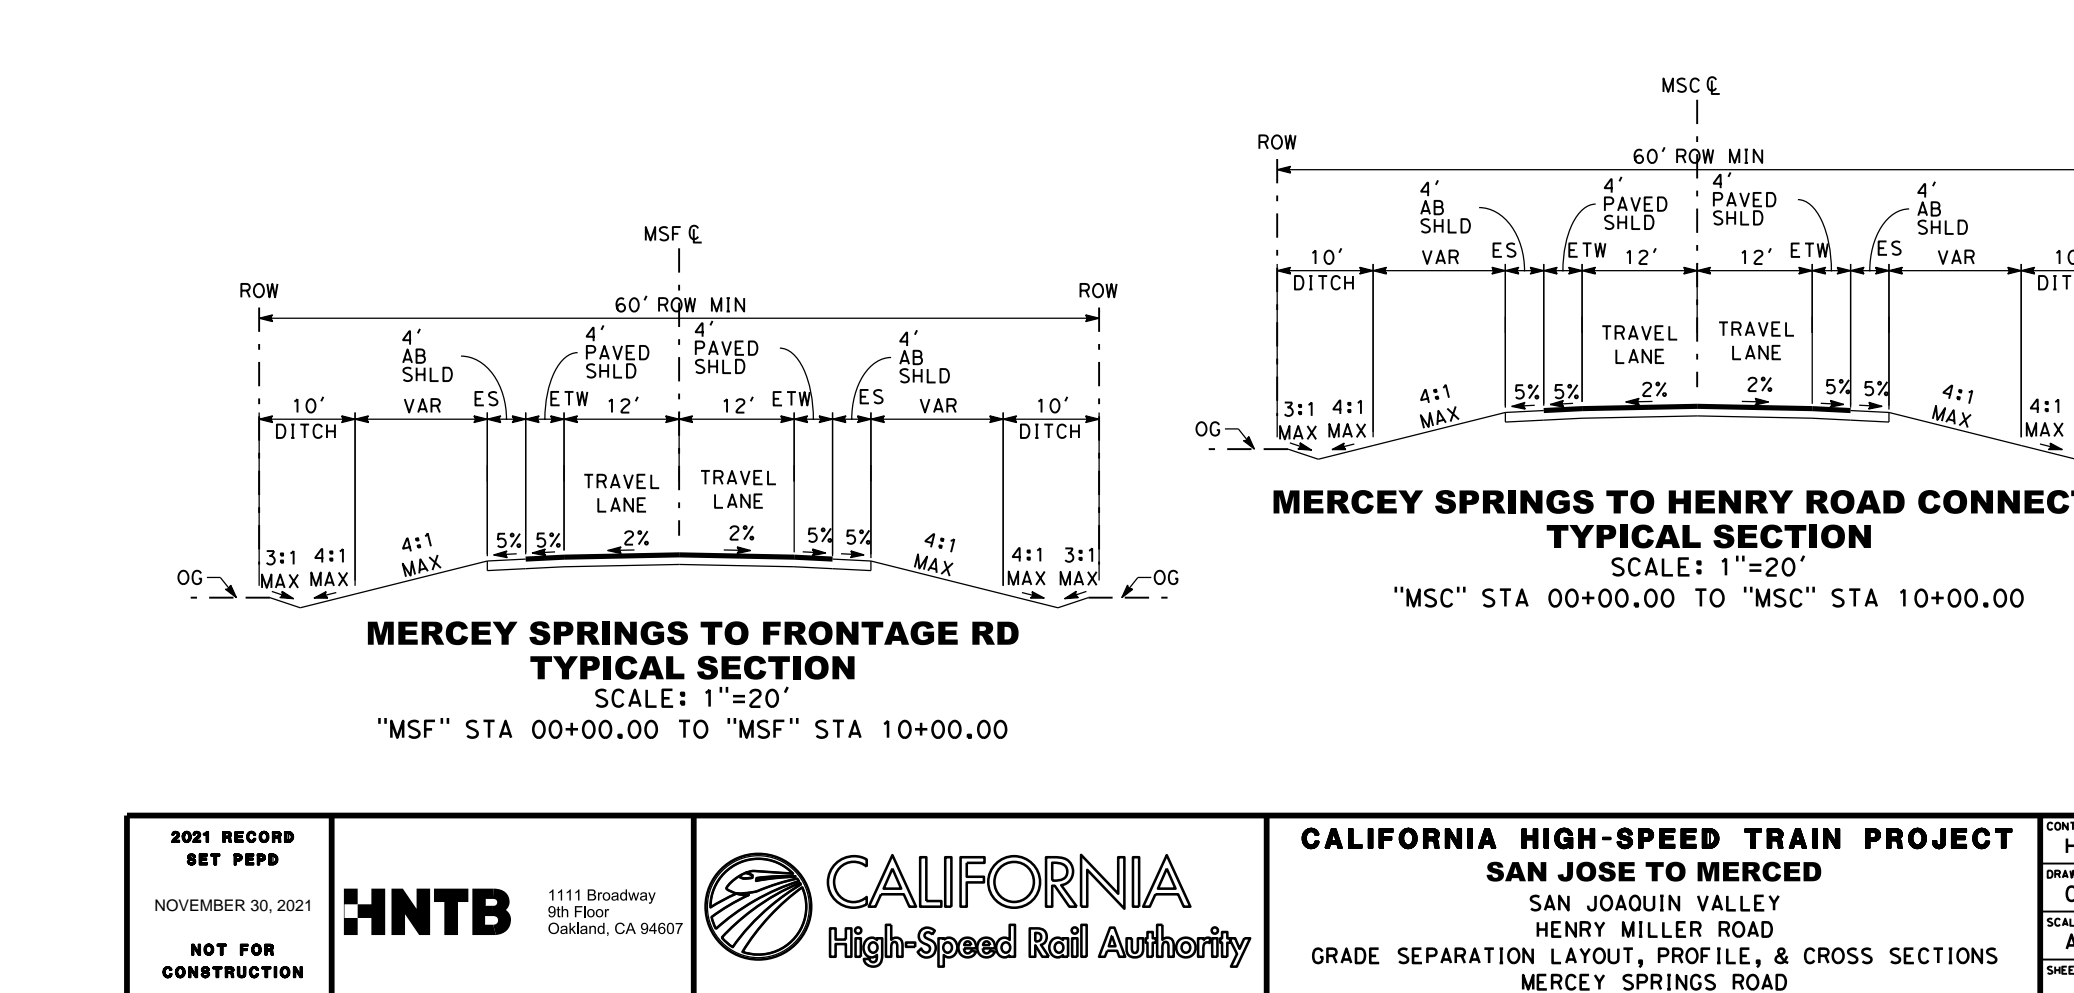 MSF ℄
ROW
ROW
60' ROW MIN
4'
AB
SHLD
4'
PAVED
SHLD
4'
PAVED
SHLD
4'
AB
SHLD
10'
DITCH
VAR
ES
ETW
12'
12'
ETW
ES
VAR
10'
DITCH
TRAVEL
LANE
TRAVEL
LANE
OG
3:1
MAX
4:1
MAX
4:1
MAX
5%
5%
2%
2%
5%
5%
4:1
MAX
4:1
MAX
3:1
MAX
OG
MERCEY SPRINGS TO FRONTAGE RD
TYPICAL SECTION
SCALE: 1"=20'
"MSF" STA 00+00.00 TO "MSF" STA 10+00.00
MSC ℄
ROW
60' ROW MIN
4'
AB
SHLD
4'
PAVED
SHLD
4'
PAVED
SHLD
4'
AB
SHLD
10'
DITCH
VAR
ES
ETW
12'
12'
ETW
ES
VAR
10
DIT
TRAVEL
LANE
TRAVEL
LANE
OG
3:1
MAX
4:1
MAX
4:1
MAX
5%
5%
2%
2%
5%
5%
4:1
MAX
4:1
MAX
MERCEY SPRINGS TO HENRY ROAD CONNEC
TYPICAL SECTION
SCALE: 1"=20'
"MSC" STA 00+00.00 TO "MSC" STA 10+00.00
2021 RECORD
SET PEPD
NOVEMBER 30, 2021
NOT FOR
CONSTRUCTION
HNTB
1111 Broadway
9th Floor
Oakland, CA 94607
CALIFORNIA
High-Speed Rail Authority
CALIFORNIA HIGH-SPEED TRAIN PROJECT
SAN JOSE TO MERCED
SAN JOAQUIN VALLEY
HENRY MILLER ROAD
GRADE SEPARATION LAYOUT, PROFILE, & CROSS SECTIONS
MERCEY SPRINGS ROAD
CONT
DRAW
SCAL
SHEE